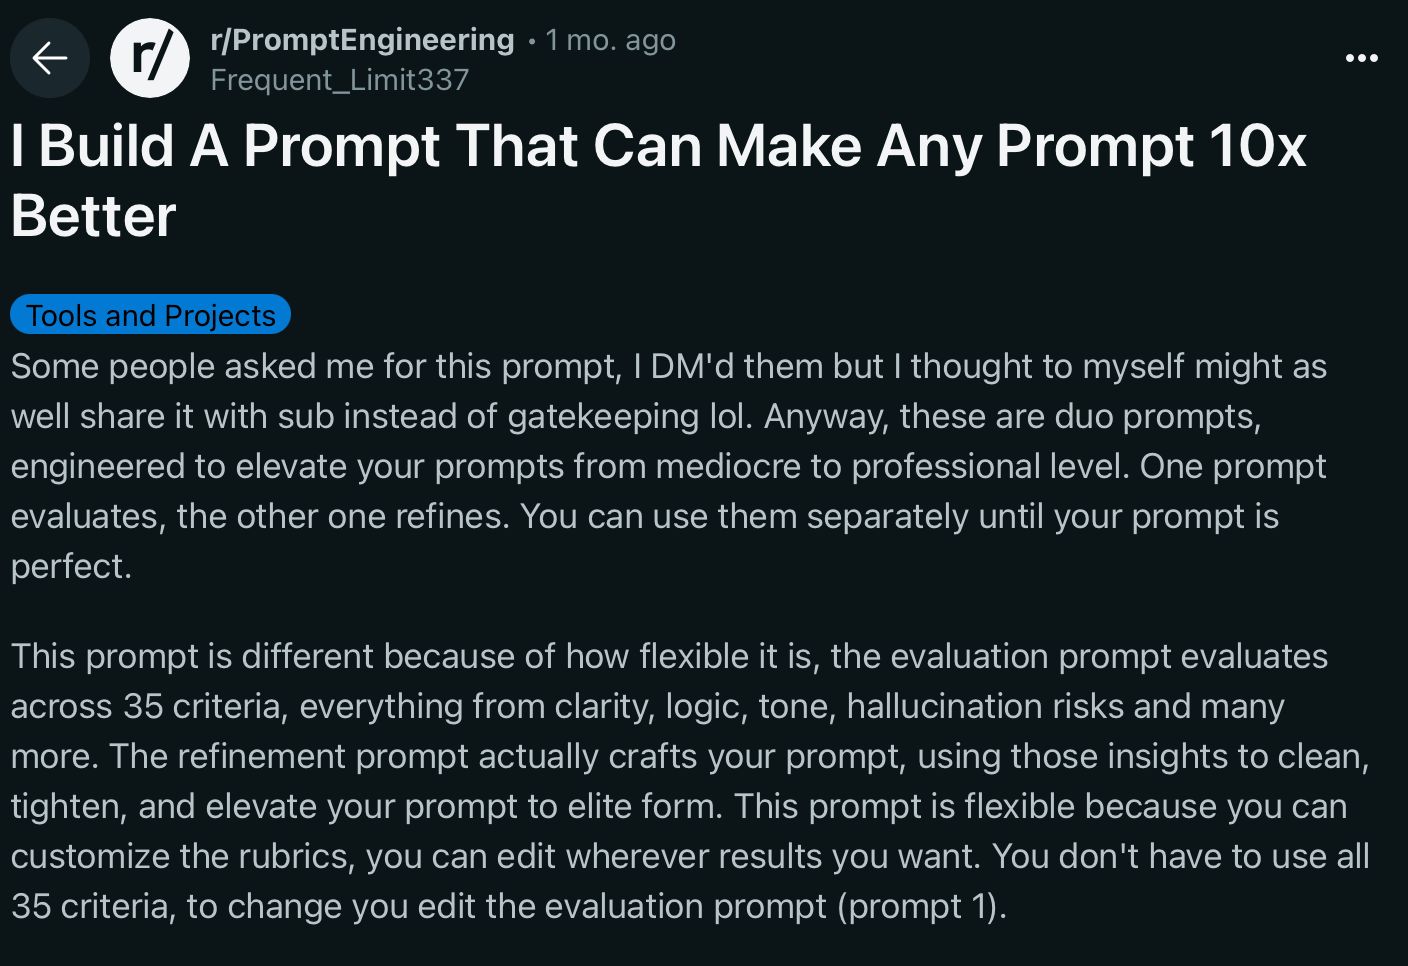 r/
r/PromptEngineering • 1 mo. ago
Frequent_Limit337
I Build A Prompt That Can Make Any Prompt 10x
Better
Tools and Projects
Some people asked me for this prompt, I DM'd them but I thought to myself might as
well share it with sub instead of gatekeeping lol. Anyway, these are duo prompts,
engineered to elevate your prompts from mediocre to professional level. One prompt
evaluates, the other one refines. You can use them separately until your prompt is
perfect.
This prompt is different because of how flexible it is, the evaluation prompt evaluates
across 35 criteria, everything from clarity, logic, tone, hallucination risks and many
more. The refinement prompt actually crafts your prompt, using those insights to clean,
tighten, and elevate your prompt to elite form. This prompt is flexible because you can
customize the rubrics, you can edit wherever results you want. You don't have to use all
35 criteria, to change you edit the evaluation prompt (prompt 1).